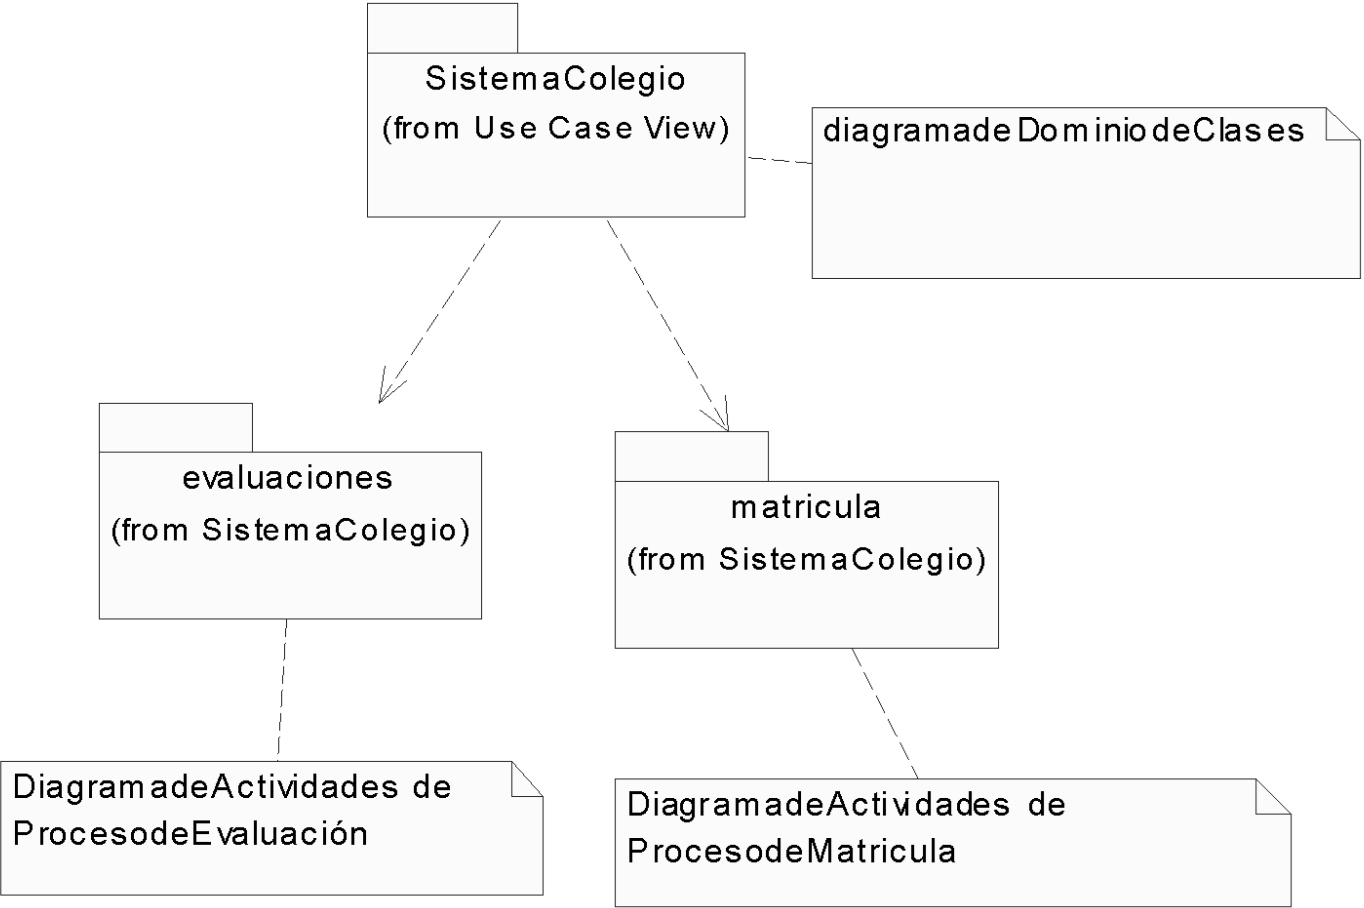 SistemaColegio
(from Use Case View)
diagramadeDominiodeClases
evaluaciones
(from SistemaColegio)
matricula
(from SistemaColegio)
DiagramadeActividades de
ProcesodeEvaluación
DiagramadeActividades de
ProcesodeMatricula